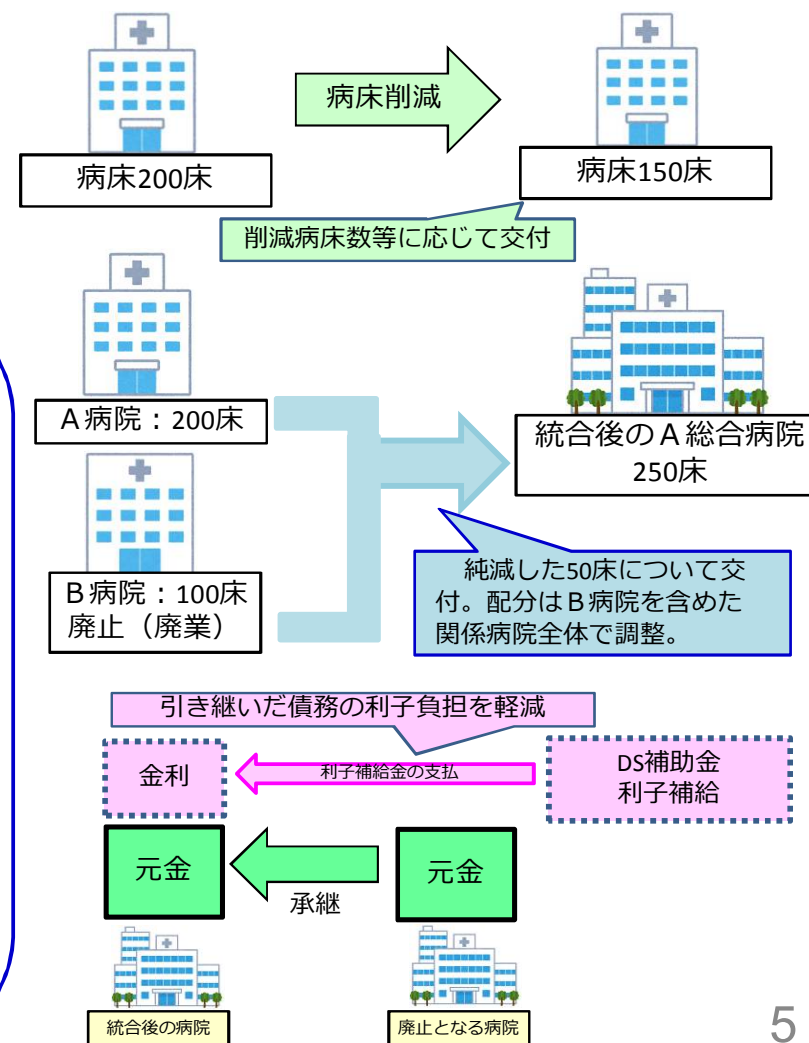 病床削減
病床200床
病床150床
削減病床数等に応じて交付
Ａ病院：200床
統合後のＡ総合病院
250床
Ｂ病院：100床
廃止（廃業）
純減した50床について交
付。配分はＢ病院を含めた
関係病院全体で調整。
引き継いだ債務の利子負担を軽減
金利
利子補給金の支払
DS補助金
利子補給
元金
承継
元金
統合後の病院
廃止となる病院
5